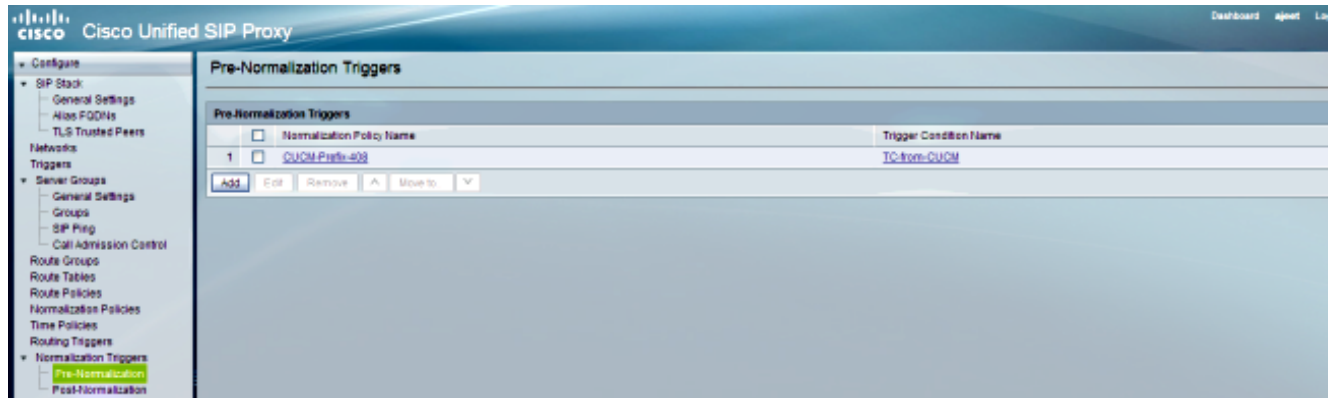 Dashboard ajeet
cisco Cisco Unified SIP Proxy
Configure
SIP Stack
General Settings
Alias FQDNs
TLS Trusted Peers
Networks
Triggers
Server Groups
General Settings
Groups
SIP Ping
Call Admission Control
Route Groups
Route Tables
Route Policies
Normalization Policies
Time Policies
Routing Triggers
Normalization Triggers
Pre-Normalization
Post-Normalization
Pre-Normalization Triggers
Pre-Normalization Triggers
Normalization Policy Name Trigger Condition Name
1 CUCM-Prefix-408 TC-from-CUCM
Add Edit Remove Move to